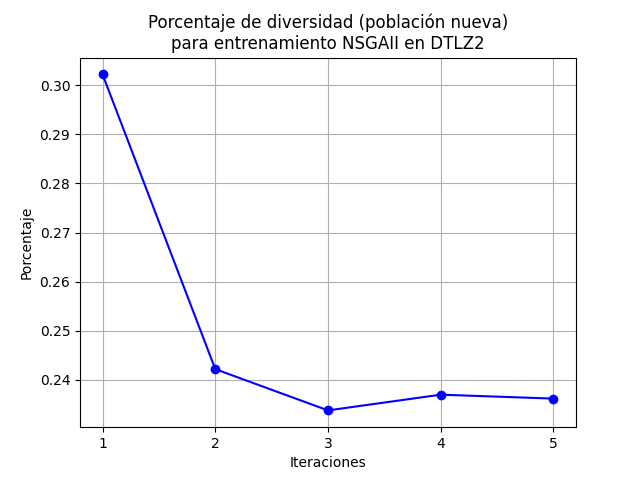 Porcentaje de diversidad (población nueva)
para entrenamiento NSGAII en DTLZ2
0.30
0.29
0.28
0.27
0.26
0.25
0.24
Porcentaje
1 2 3 4 5
Iteraciones